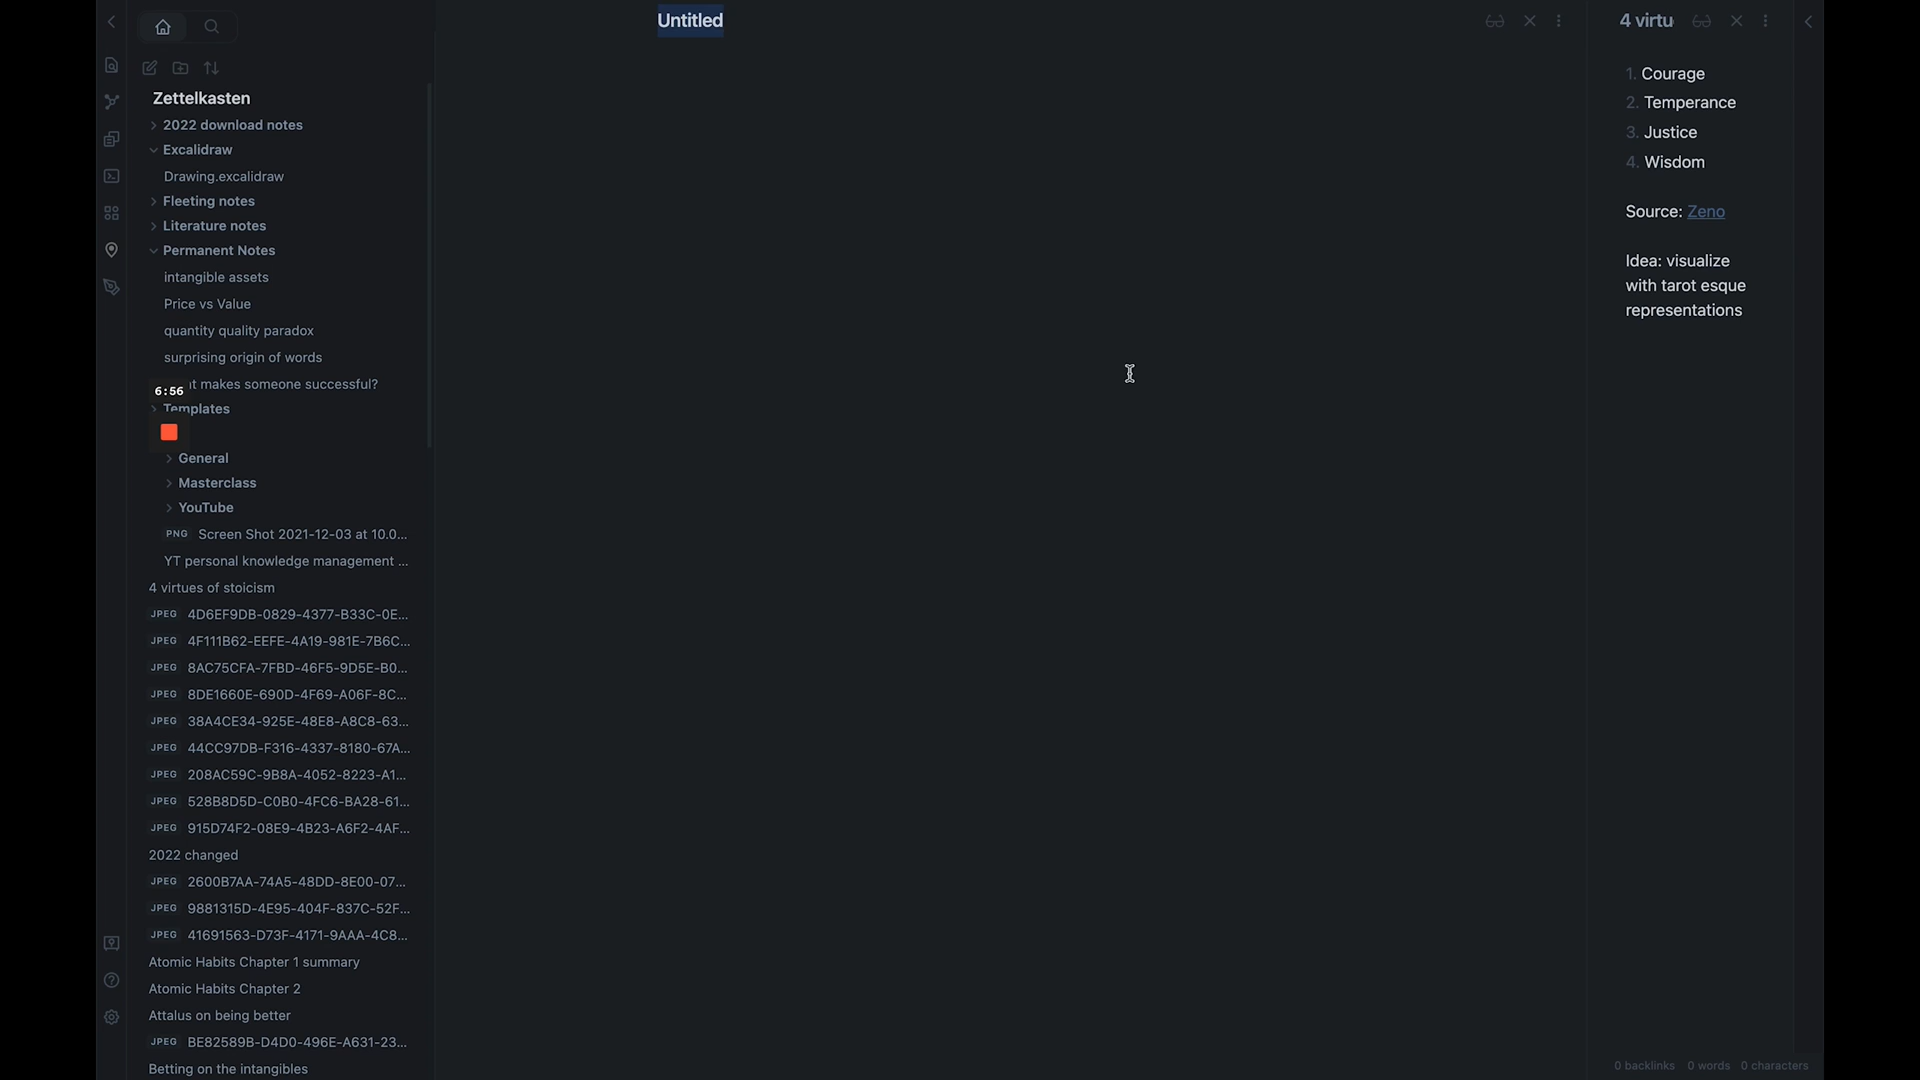 Untitled
4 virtu
Zettelkasten
2022 download notes
Excalidraw
Drawing.excalidraw
Fleeting notes
Literature notes
Permanent Notes
intangible assets
Price vs Value
quantity quality paradox
surprising origin of words
t makes someone successful?
6:56
Templates
General
Masterclass
YouTube
PNG Screen Shot 2021-12-03 at 10.0...
YT personal knowledge management ...
4 virtues of stoicism
JPEG 4D6EF9DB-0829-4377-B33C-0E...
JPEG 4F111B62-EEFE-4A19-981E-7B6C...
JPEG 8AC75CFA-7FBD-46F5-9D5E-B0...
JPEG 8DE1660E-690D-4F69-A06F-8C...
JPEG 38A4CE34-925E-48E8-A8C8-63...
JPEG 44CC97DB-F316-4337-8180-67A...
JPEG 208AC59C-9B8A-4052-8223-A1...
JPEG 528B8D5D-C0B0-4FC6-BA28-61...
JPEG 915D74F2-08E9-4B23-A6F2-4AF...
2022 changed
JPEG 2600B7AA-74A5-48DD-8E00-07...
JPEG 9881315D-4E95-404F-837C-52F...
JPEG 41691563-D73F-4171-9AAA-4C8...
Atomic Habits Chapter 1 summary
Atomic Habits Chapter 2
Attalus on being better
JPEG BE82589B-D4D0-496E-A631-23...
Betting on the intangibles
1. Courage
2. Temperance
3. Justice
4. Wisdom
Source: Zeno
Idea: visualize
with tarot esque
representations
0 backlinks 0 words 0 characters